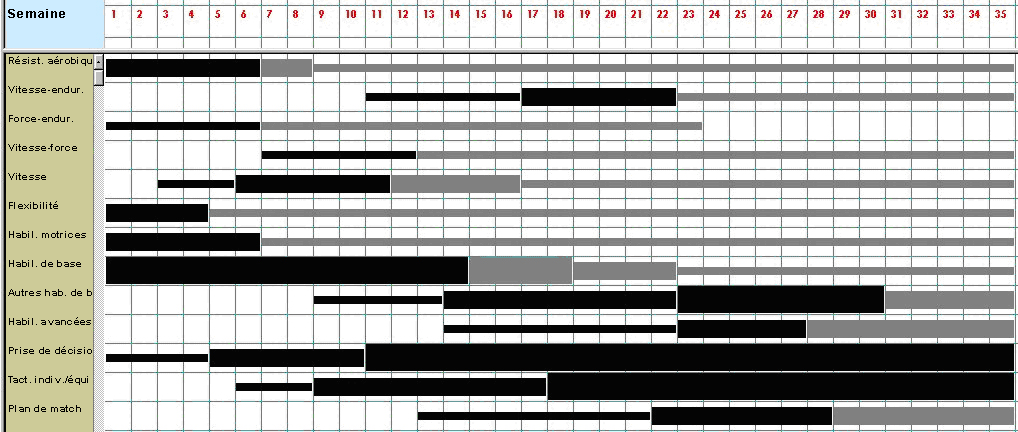 Semaine 1 2 3 4 5 6 7 8 9 10 11 12 13 14 15 16 17 18 19 20 21 22 23 24 25 26 27 28 29 30 31 32 33 34 35
Résist. aérobiqu
Vitesse-endur.
Force-endur.
Vitesse-force
Vitesse
Flexibilité
Habil. motrices
Habil. de base
Autres hab. de b
Habil. avancées
Prise de décisio
Tact. indiv./équi
Plan de match